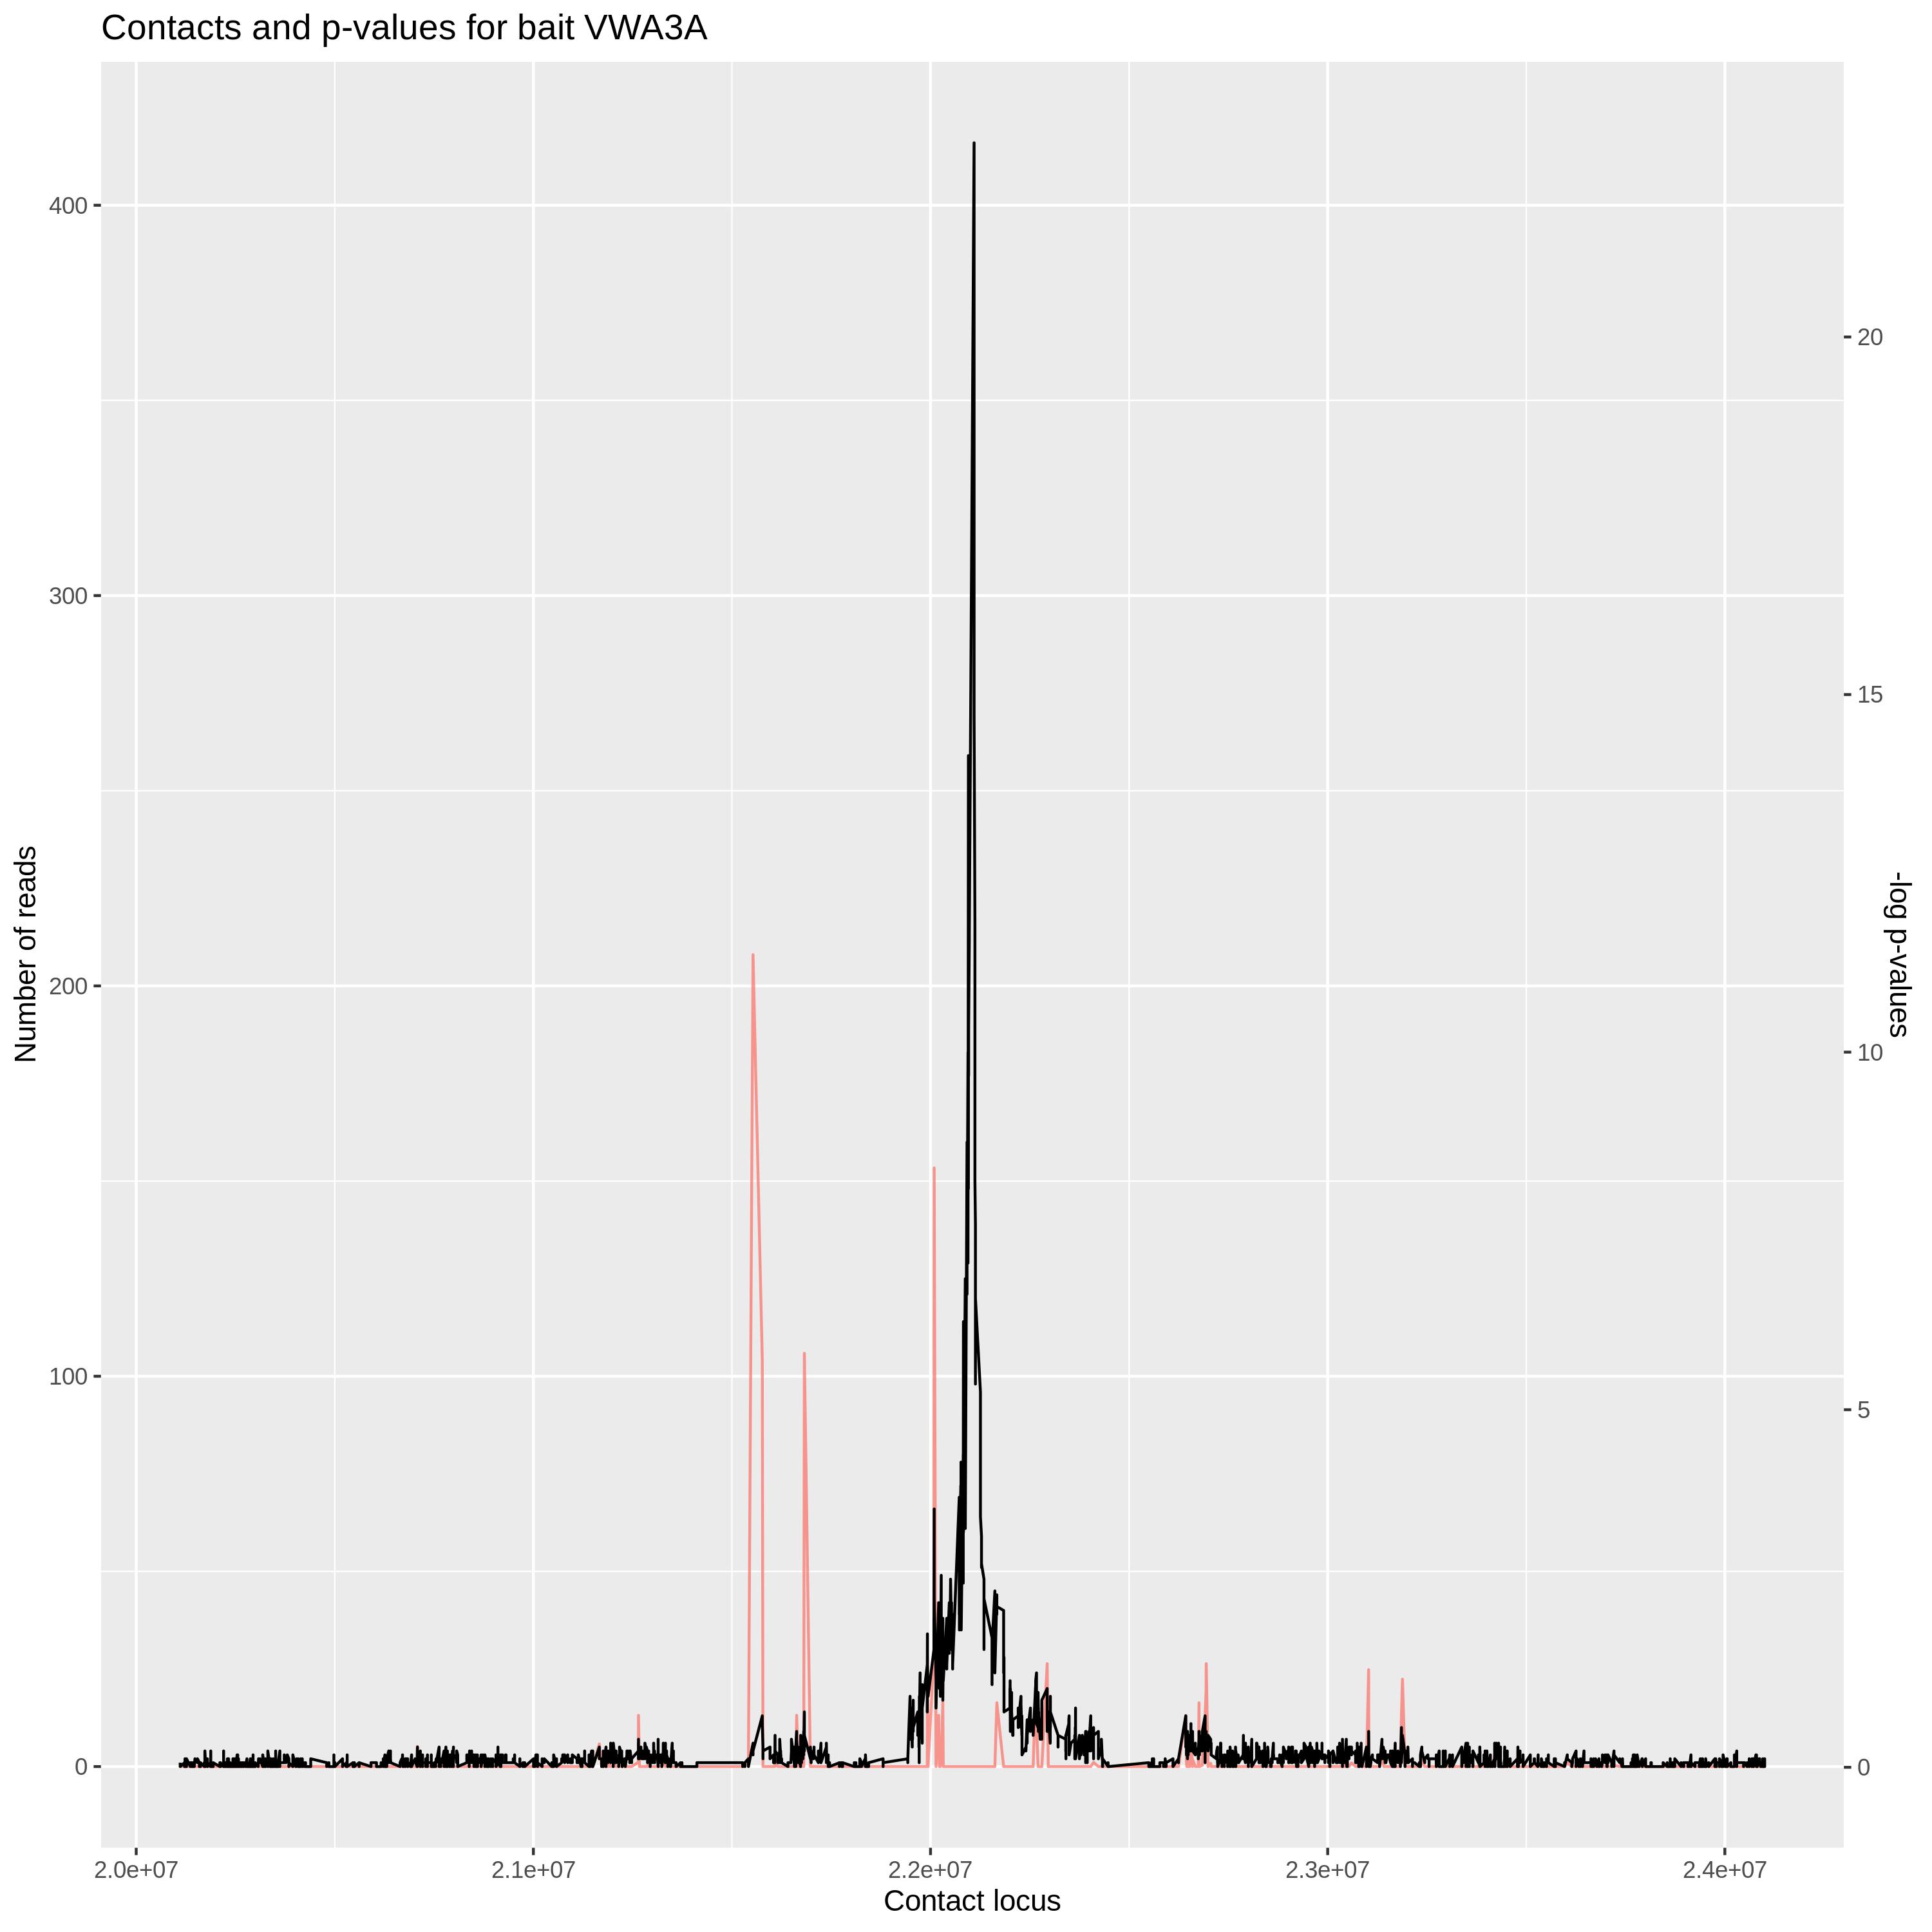 Contacts and p-values for bait VWA3A
400
300
200
100
0
Number of reads
20
15
10
5
0
-log p-values
2.0e+07 2.1e+07 2.2e+07 2.3e+07 2.4e+07
Contact locus